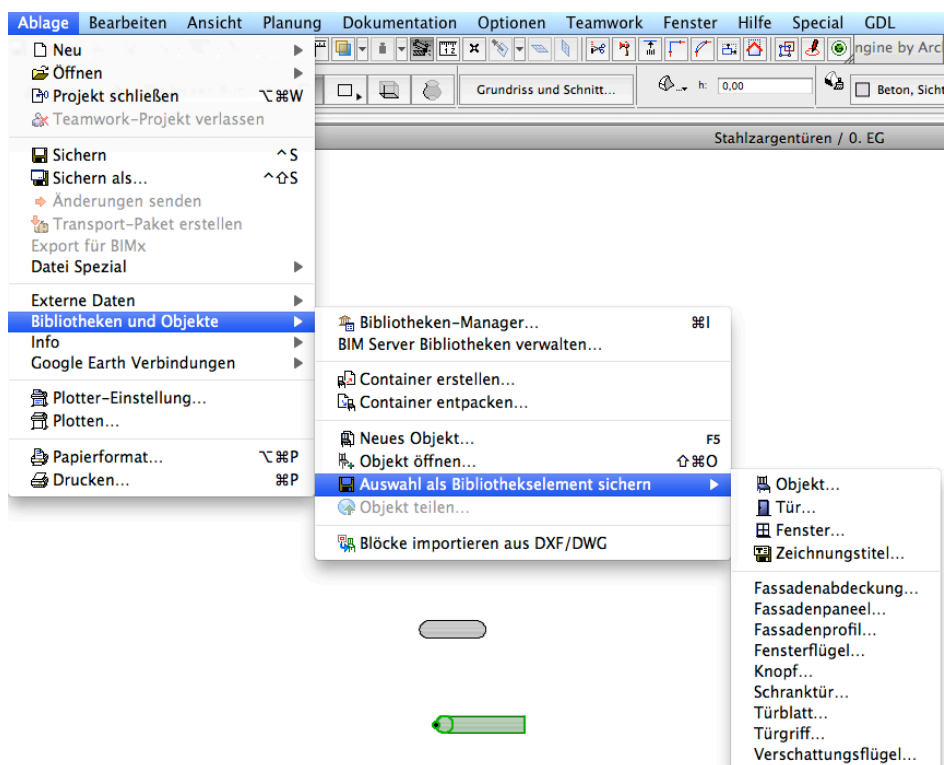 Ablage Bearbeiten Ansicht Planung Dokumentation Optionen Teamwork Fenster Hilfe Special GDL
Neu
Öffnen
Projekt schließen ⌥⌘W
Teamwork-Projekt verlassen
Sichern ^S
Sichern als... ^⇧S
Änderungen senden
Transport-Paket erstellen
Export für BIMx
Datei Spezial
Externe Daten
Bibliotheken und Objekte
Info
Google Earth Verbindungen
Plotter-Einstellung...
Plotten...
Papierformat... ⌥⌘P
Drucken... ⌘P
ngine by Arc
Grundriss und Schnitt... h: 0,00 Beton, Sicht
Stahlzargentüren / 0. EG
Bibliotheken-Manager... ⌘I
BIM Server Bibliotheken verwalten...
Container erstellen...
Container entpacken...
Neues Objekt... F5
Objekt öffnen... ⇧⌘O
Auswahl als Bibliothekselement sichern
Objekt teilen...
Blöcke importieren aus DXF/DWG
Objekt...
Tür...
Fenster...
Zeichnungstitel...
Fassadenabdeckung...
Fassadenpaneel...
Fassadenprofil...
Fensterflügel...
Knopf...
Schranktür...
Türblatt...
Türgriff...
Verschattungsflügel...